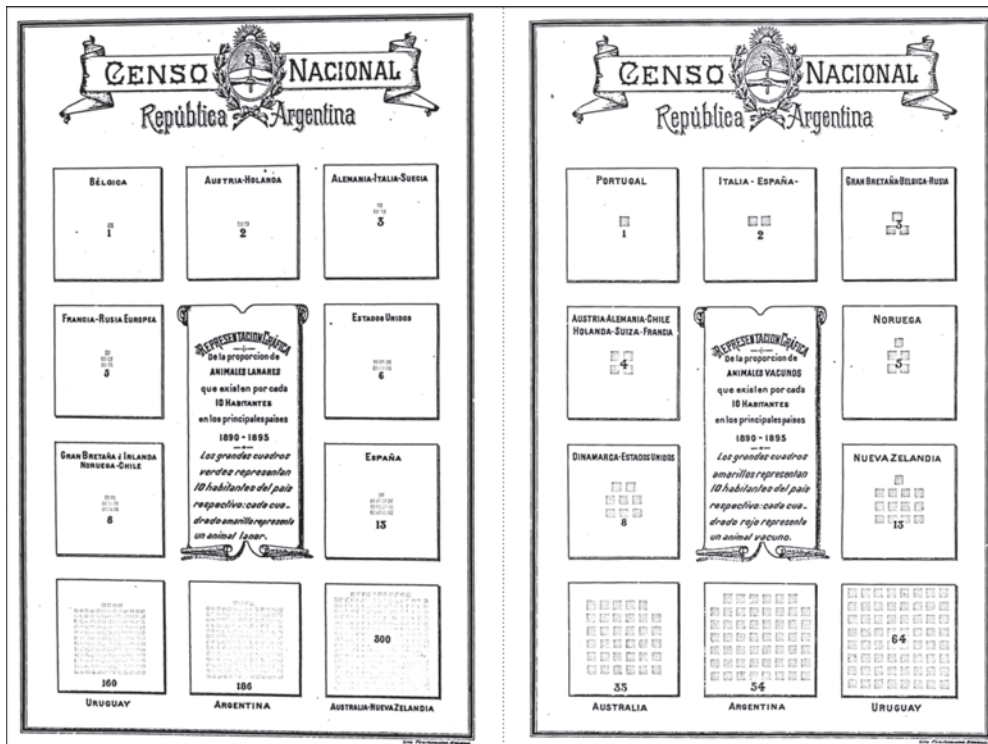 CENSO NACIONAL
República Argentina
BÉLGICA
1
AUSTRIA-HOLANDA
2
ALEMANIA-ITALIA-SUECIA
3
FRANCIA-RUSIA EUROPEA
5
REPRESENTACION GRÁFICA
De la proporcion de
ANIMALES LANARES
que existen por cada
10 HABITANTES
en los principales paises
1890-1895
Los grandes cuadros
verdes representan
10 habitantes del pais
respectivo: cada cua-
drado amarillo representa
un animal lanar.
ESTADOS UNIDOS
6
GRAN BRETAÑA é IRLANDA
NORUEGA-CHILE
8
ESPAÑA
13
160
URUGUAY
186
ARGENTINA
300
AUSTRALIA-NUEVA ZELANDIA
CENSO NACIONAL
República Argentina
PORTUGAL
1
ITALIA-ESPAÑA-
2
GRAN BRETAÑA-BELGICA-RUSIA
3
AUSTRIA-ALEMANIA-CHILE
HOLANDA-SUIZA-FRANCIA
4
REPRESENTACION GRÁFICA
De la proporcion de
ANIMALES VACUNOS
que existen por cada
10 HABITANTES
en los principales paises
1890-1895
Los grandes cuadros
amarillos representan
10 habitantes del pais
respectivo: cada cua-
drado rojo representa
un animal vacuno.
NORUEGA
5
DINAMARCA-ESTADOS UNIDOS
8
NUEVA ZELANDIA
13
35
AUSTRALIA
54
ARGENTINA
64
URUGUAY